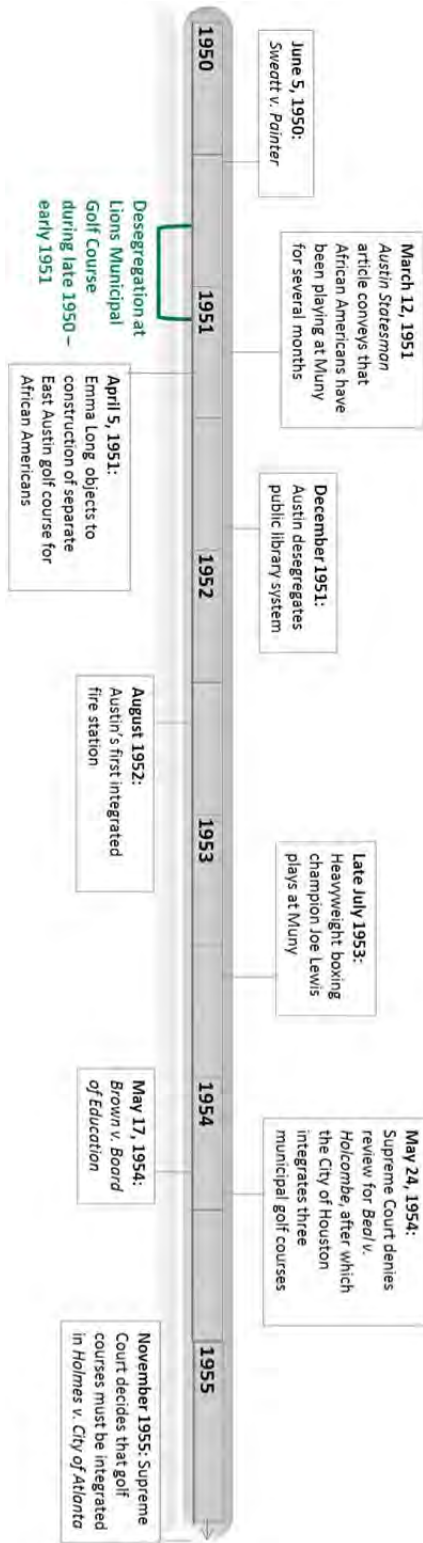 June 5, 1950:
Sweatt v. Painter
March 12, 1951
Austin Statesman
article conveys that
African Americans have
been playing at Muny
for several months
December 1951:
Austin desegregates
public library system
Late July 1953:
Heavyweight boxing
champion Joe Lewis
plays at Muny
May 24, 1954:
Supreme Court denies
review for Beal v.
Holcombe, after which
the City of Houston
integrates three
municipal golf courses
1950
1951
1952
1953
1954
1955
Desegregation at
Lions Municipal
Golf Course
during late 1950 –
early 1951
April 5, 1951:
Emma Long objects to
construction of separate
East Austin golf course for
African Americans
August 1952:
Austin's first integrated
fire station
May 17, 1954:
Brown v. Board
of Education
November 1955: Supreme
Court decides that golf
courses must be integrated
in Holmes v. City of Atlanta